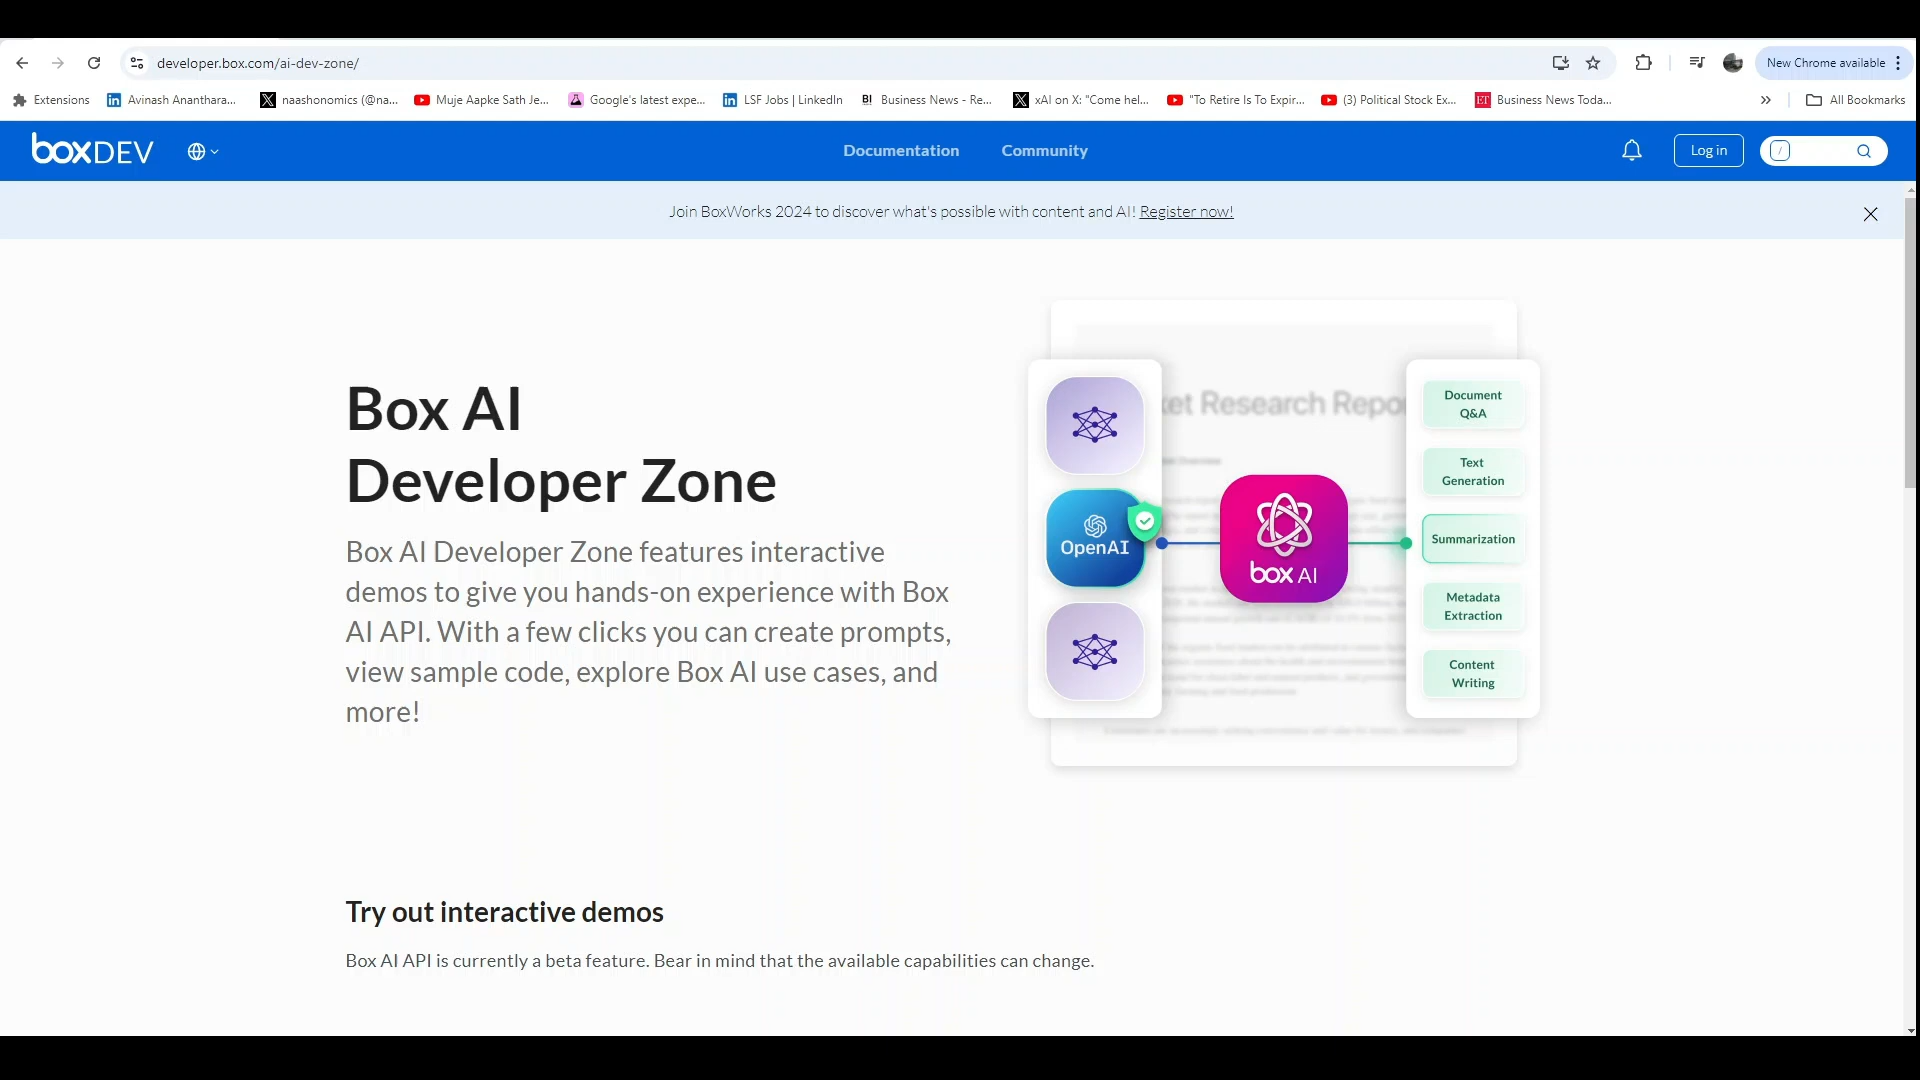 developer.box.com/ai-dev-zone/
New Chrome available
Extensions
Avinash Ananthara...
naashonomics (@na...
Muje Aapke Sath Je...
Google's latest expe...
LSF Jobs | LinkedIn
BI Business News - Re...
xAI on X: "Come hel...
"To Retire Is To Expir...
(3) Political Stock Ex...
ET Business News Toda...
All Bookmarks
boxDEV
Documentation
Community
Log in
/
Join BoxWorks 2024 to discover what's possible with content and AI! Register now!
Box AI
Developer Zone
Box AI Developer Zone features interactive
demos to give you hands-on experience with Box
AI API. With a few clicks you can create prompts,
view sample code, explore Box AI use cases, and
more!
ket Research Repo
OpenAI
box AI
Document
Q&A
Text
Generation
Summarization
Metadata
Extraction
Content
Writing
Try out interactive demos
Box AI API is currently a beta feature. Bear in mind that the available capabilities can change.